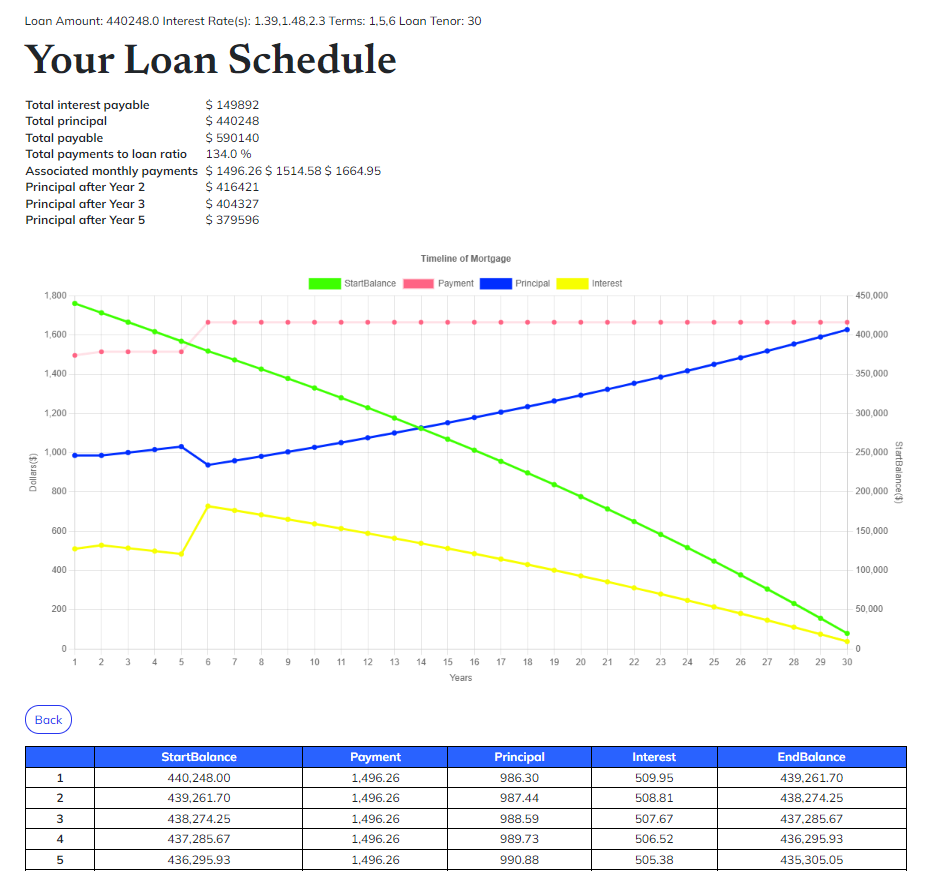 Loan Amount: 440248.0 Interest Rate(s): 1.39,1.48,2.3 Terms: 1,5,6 Loan Tenor: 30
Your Loan Schedule
Total interest payable $ 149892
Total principal $ 440248
Total payable $ 590140
Total payments to loan ratio 134.0 %
Associated monthly payments $ 1496.26 $ 1514.58 $ 1664.95
Principal after Year 2 $ 416421
Principal after Year 3 $ 404327
Principal after Year 5 $ 379596
Timeline of Mortgage
StartBalance Payment Principal Interest
1,800 450,000
1,600 400,000
1,400 350,000
1,200 300,000
1,000 250,000
800 200,000
600 150,000
400 100,000
200 50,000
0 0
Dollars($)
StartBalance($)
1 2 3 4 5 6 7 8 9 10 11 12 13 14 15 16 17 18 19 20 21 22 23 24 25 26 27 28 29 30
Years
Back
StartBalance Payment Principal Interest EndBalance
1 440,248.00 1,496.26 986.30 509.95 439,261.70
2 439,261.70 1,496.26 987.44 508.81 438,274.25
3 438,274.25 1,496.26 988.59 507.67 437,285.67
4 437,285.67 1,496.26 989.73 506.52 436,295.93
5 436,295.93 1,496.26 990.88 505.38 435,305.05